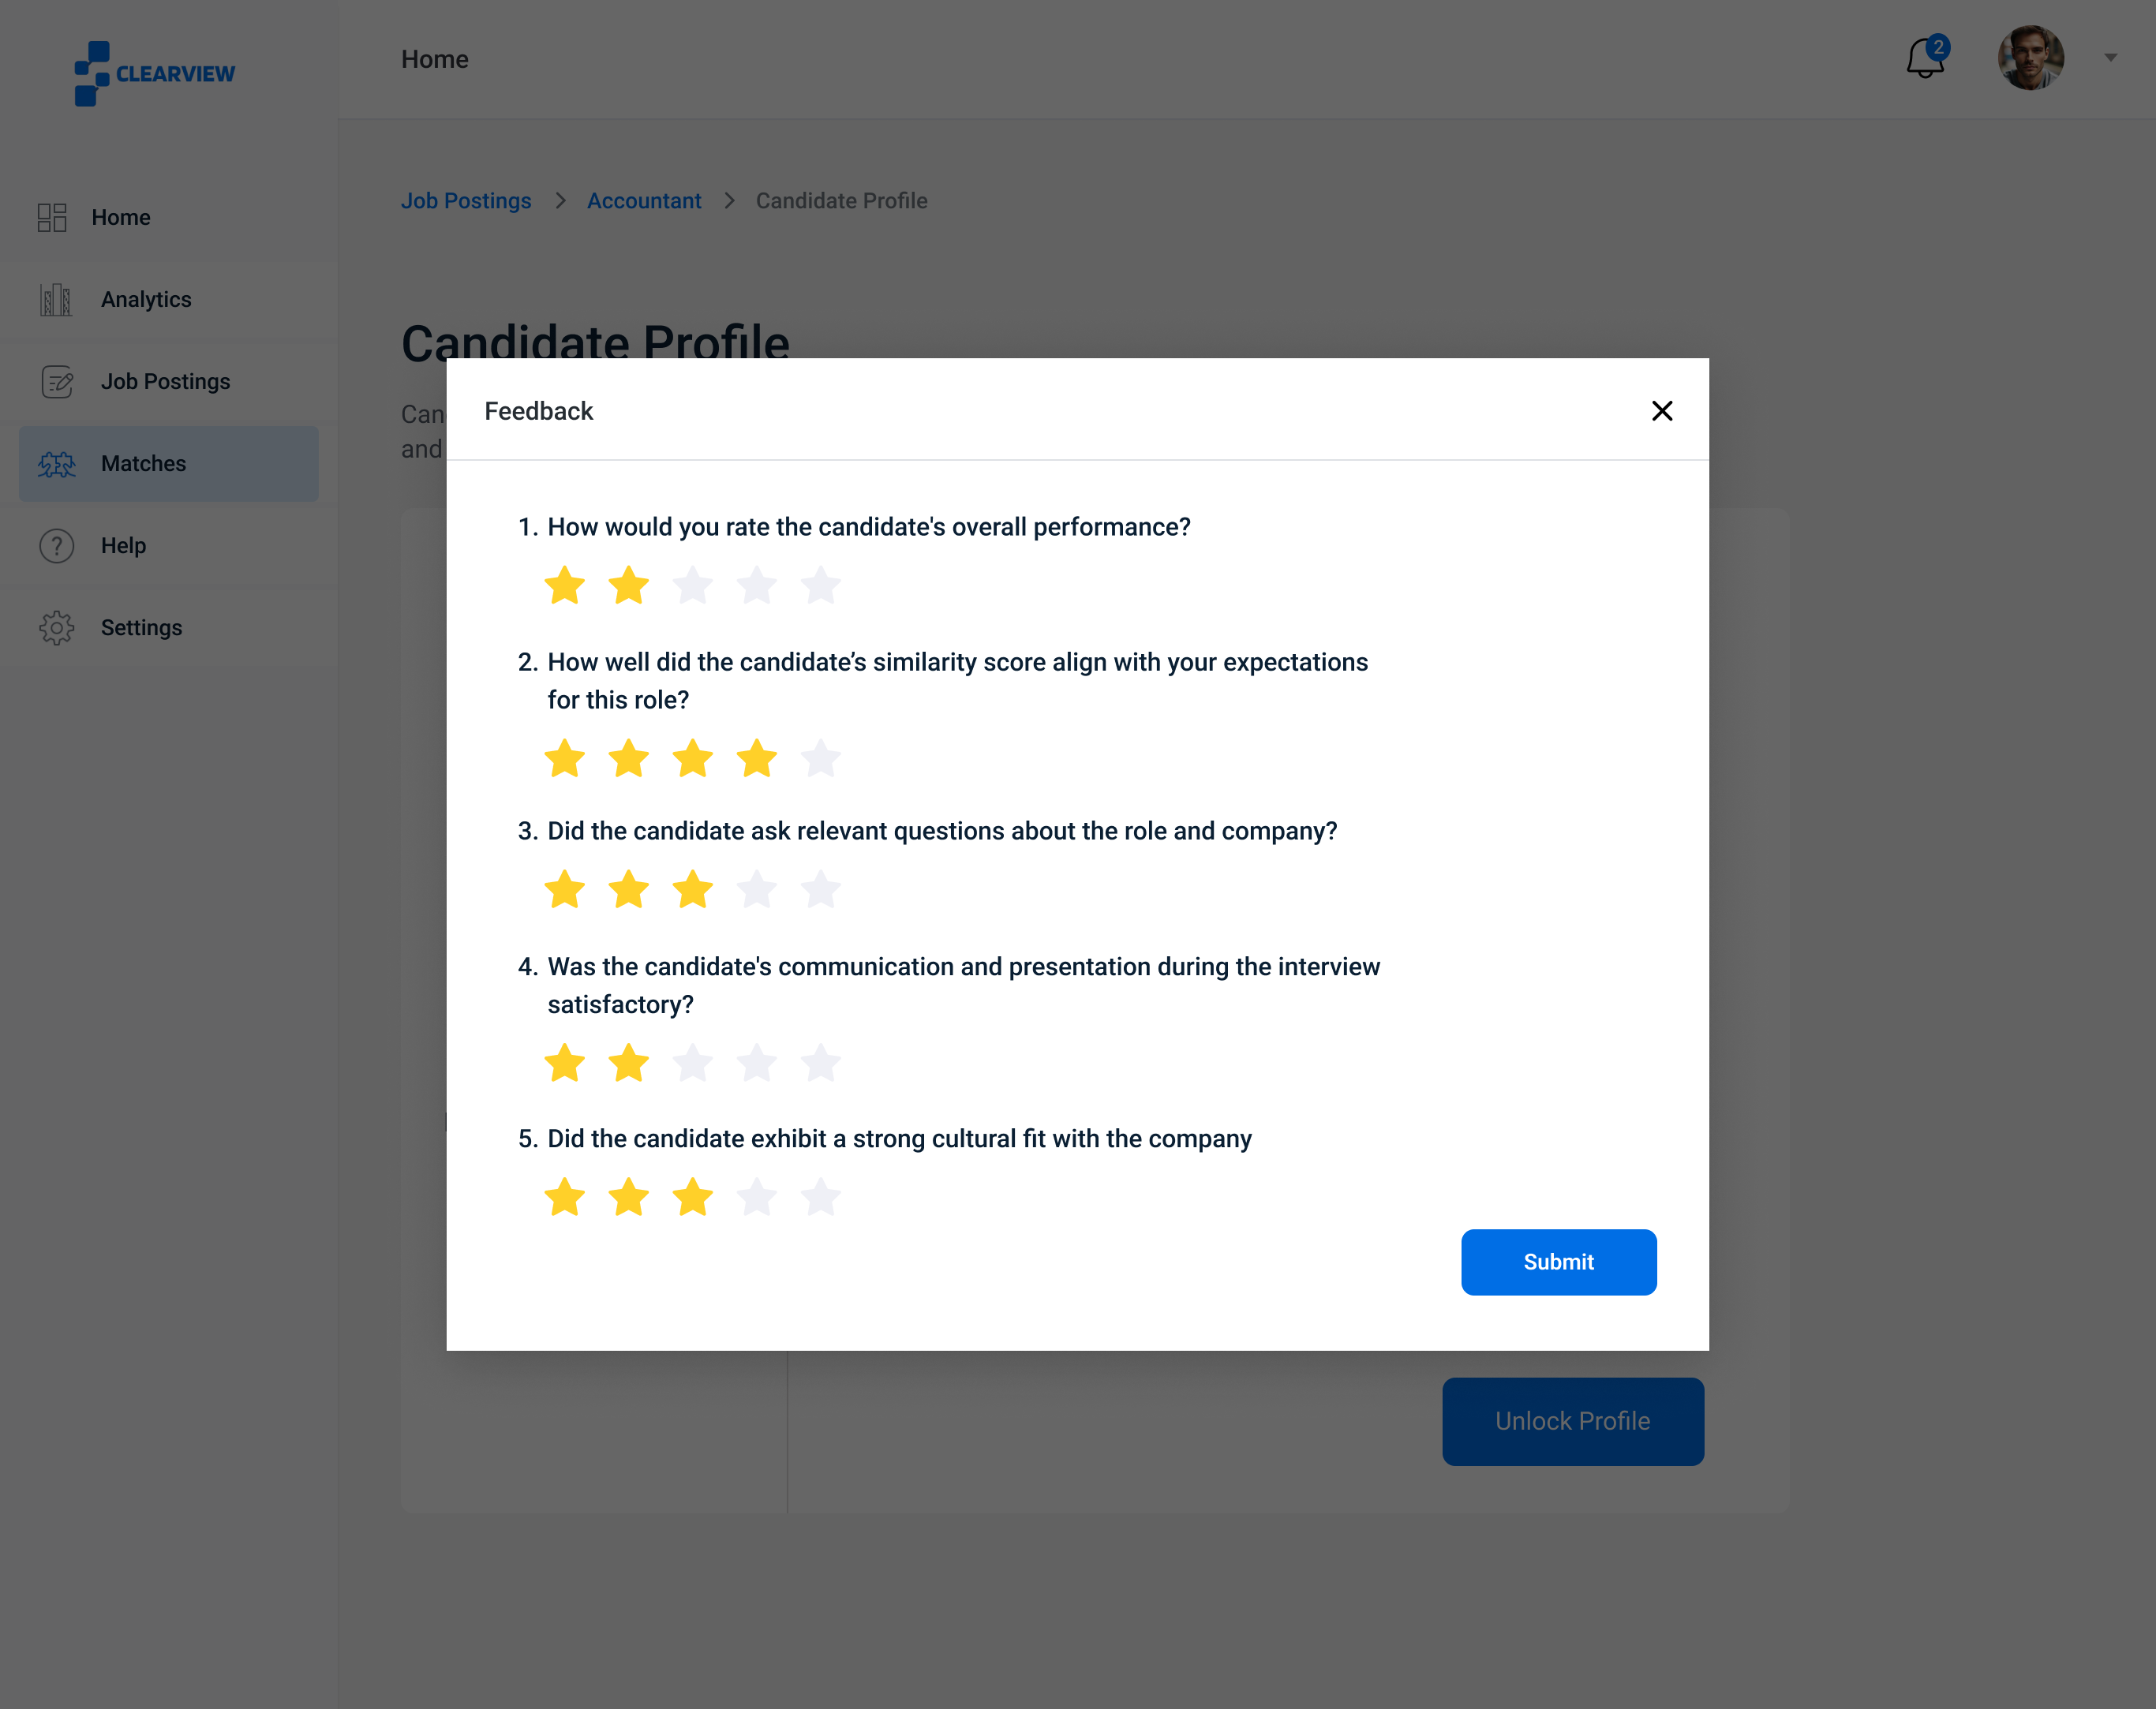 CLEARVIEW
Home
2
Home
Analytics
Job Postings
Matches
?
Help
Settings
Job Postings > Accountant > Candidate Profile
Candidate Profile
and
Feedback
1. How would you rate the candidate's overall performance?
2. How well did the candidate’s similarity score align with your expectations
for this role?
3. Did the candidate ask relevant questions about the role and company?
4. Was the candidate's communication and presentation during the interview
satisfactory?
5. Did the candidate exhibit a strong cultural fit with the company
Submit
Unlock Profile